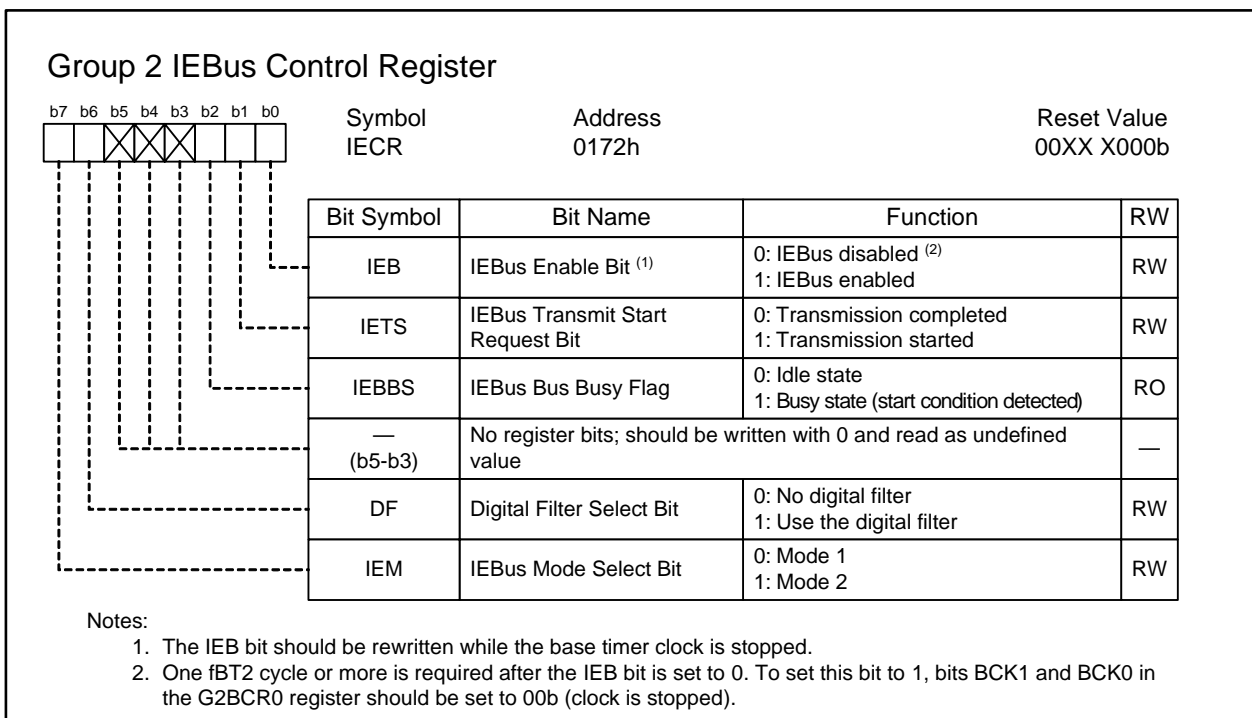 Group 2 IEBus Control Register
b7 b6 b5 b4 b3 b2 b1 b0
Symbol Address Reset Value
IECR 0172h 00XX X000b
Bit Symbol Bit Name Function RW
IEB IEBus Enable Bit (1) 0: IEBus disabled (2)
1: IEBus enabled RW
IETS IEBus Transmit Start
Request Bit 0: Transmission completed
1: Transmission started RW
IEBBS IEBus Bus Busy Flag 0: Idle state
1: Busy state (start condition detected) RO
—
(b5-b3) No register bits; should be written with 0 and read as undefined
value —
DF Digital Filter Select Bit 0: No digital filter
1: Use the digital filter RW
IEM IEBus Mode Select Bit 0: Mode 1
1: Mode 2 RW
Notes:
1. The IEB bit should be rewritten while the base timer clock is stopped.
2. One fBT2 cycle or more is required after the IEB bit is set to 0. To set this bit to 1, bits BCK1 and BCK0 in
the G2BCR0 register should be set to 00b (clock is stopped).